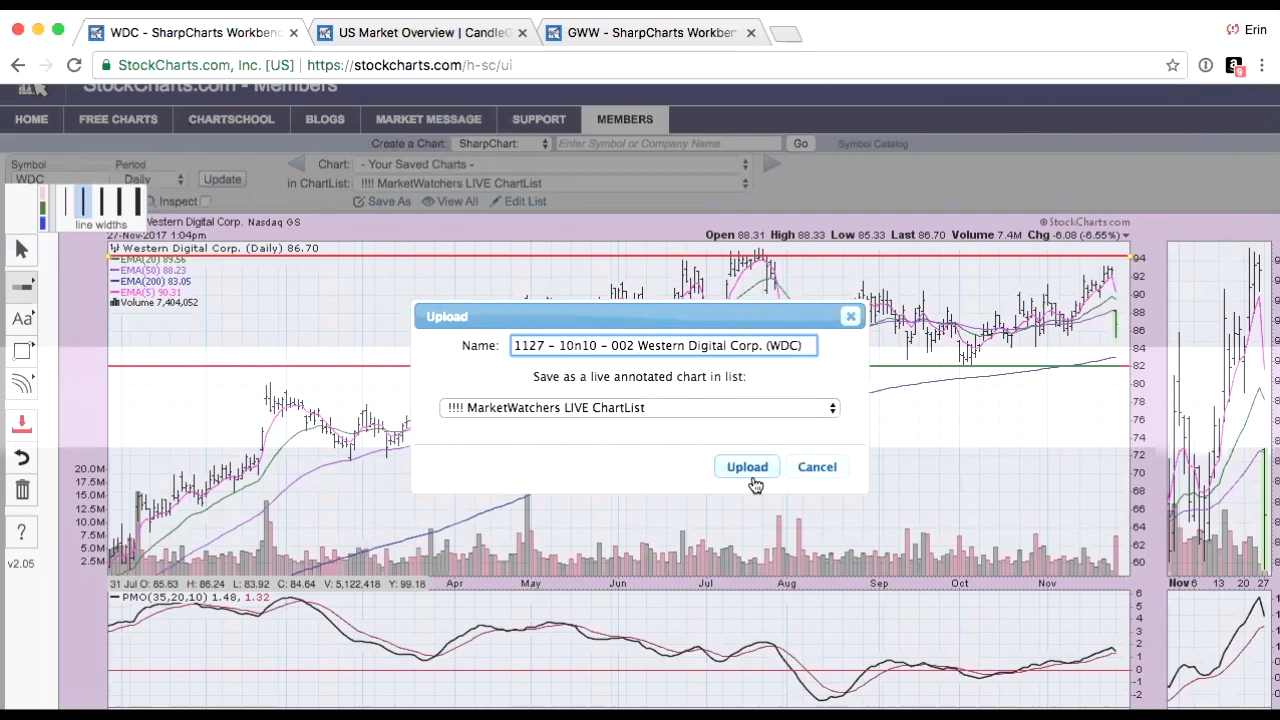 WDC - SharpCharts Workbenc
US Market Overview | CandleG
GWW - SharpCharts Workben
Erin
StockCharts.com, Inc. [US] | https://stockcharts.com/h-sc/ui
9
StockCharts.com - Members
HOME FREE CHARTS CHARTSCHOOL BLOGS MARKET MESSAGE SUPPORT MEMBERS
Create a Chart: SharpChart Enter Symbol or Company Name Go Symbol Catalog
Symbol Period Chart: - Your Saved Charts -
WDC Daily Update in ChartList: !!!! MarketWatchers LIVE ChartList
Inspect Save As View All Edit List
line widths
Western Digital Corp. Nasdaq GS © StockCharts.com
27-Nov-2017 1:04pm Open 88.31 High 88.33 Low 85.33 Last 86.70 Volume 7.4M Chg -6.08 (-6.55%)
Western Digital Corp. (Daily) 86.70
EMA(20) 89.56
EMA(50) 88.23
EMA(200) 83.05
EMA(5) 90.31
Volume 7,404,052
94
92
90
88
86
84
82
80
78
76
74
72
70
68
66
64
62
60
Upload
Name: 1127 - 10n10 - 002 Western Digital Corp. (WDC)
Save as a live annotated chart in list:
!!!! MarketWatchers LIVE ChartList
Upload Cancel
Aa
?
v2.05
20.0M
17.5M
15.0M
12.5M
10.0M
7.5M
5.0M
2.5M
31 Jul O: 85.63 H: 86.24 L: 83.92 C: 84.64 V: 5,122,418 Y: 99.18 Apr May Jun Jul Aug Sep Oct Nov
Nov 6 13 20 27
PMO(35,20,10) 1.48, 1.32
6
5
4
3
2
1
0
-1
-2